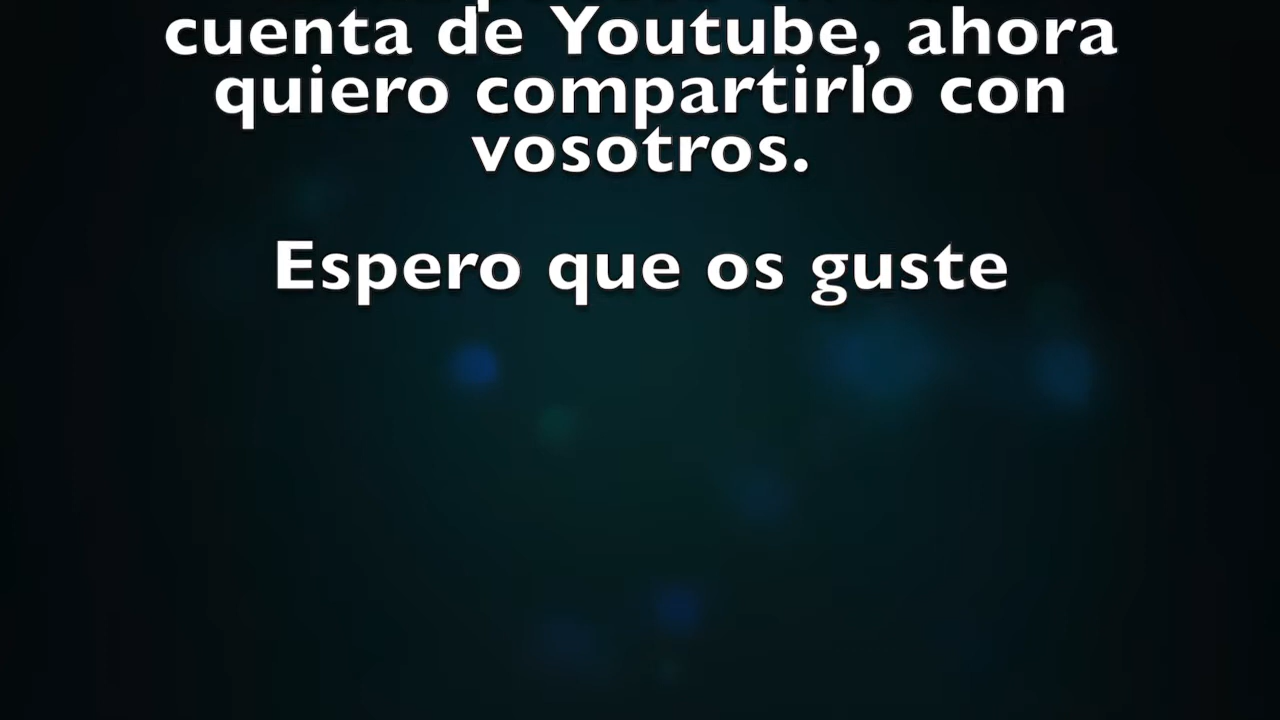 cuenta de Youtube, ahora
quiero compartirlo con
vosotros.
Espero que os guste